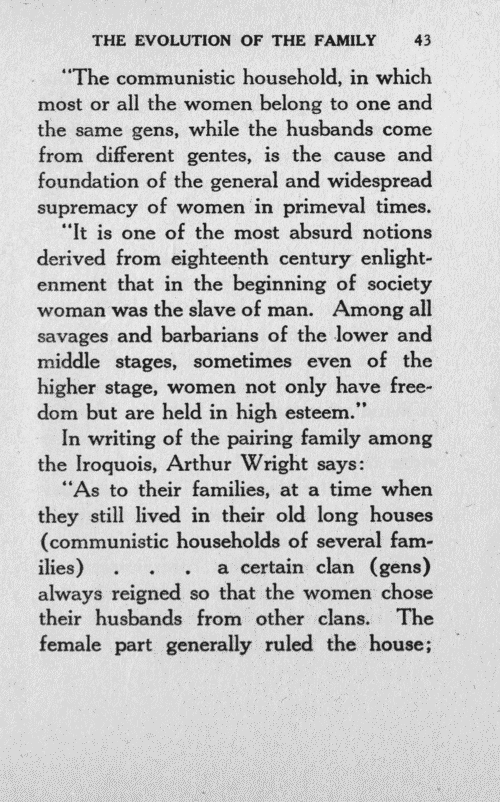 THE EVOLUTION OF THE FAMILY 43
"The communistic household, in which
most or all the women belong to one and
the same gens, while the husbands come
from different gentes, is the cause and
foundation of the general and widespread
supremacy of women in primeval times.
"It is one of the most absurd notions
derived from eighteenth century enlight-
enment that in the beginning of society
woman was the slave of man. Among all
savages and barbarians of the lower and
middle stages, sometimes even of the
higher stage, women not only have free-
dom but are held in high esteem."
In writing of the pairing family among
the Iroquois, Arthur Wright says:
"As to their families, at a time when
they still lived in their old long houses
(communistic households of several fam-
ilies) . . . a certain clan (gens)
always reigned so that the women chose
their husbands from other clans. The
female part generally ruled the house;